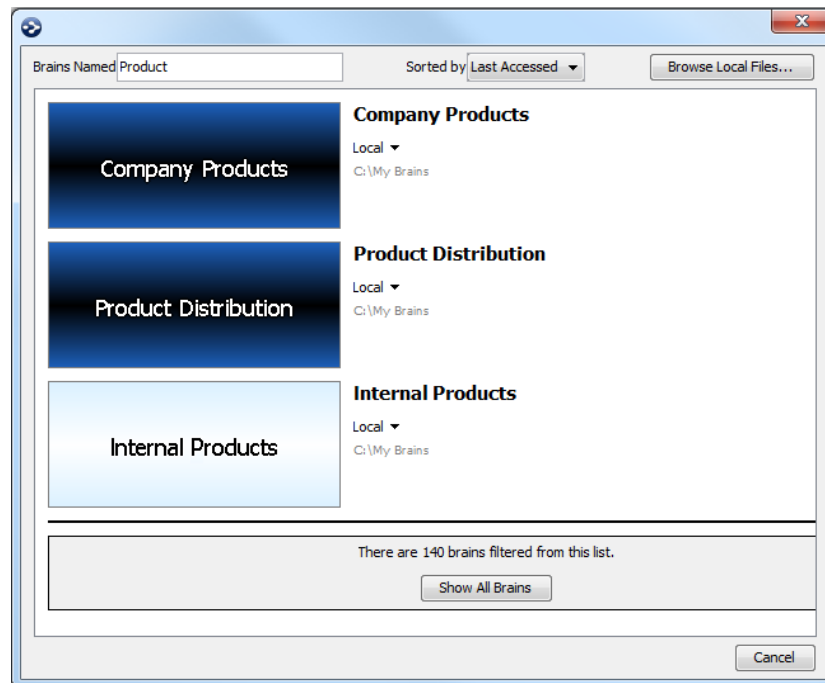 Brains Named Product Sorted by Last Accessed Browse Local Files...
Company Products
Company Products
Local
C:\My Brains
Product Distribution
Product Distribution
Local
C:\My Brains
Internal Products
Internal Products
Local
C:\My Brains
There are 140 brains filtered from this list.
Show All Brains
Cancel